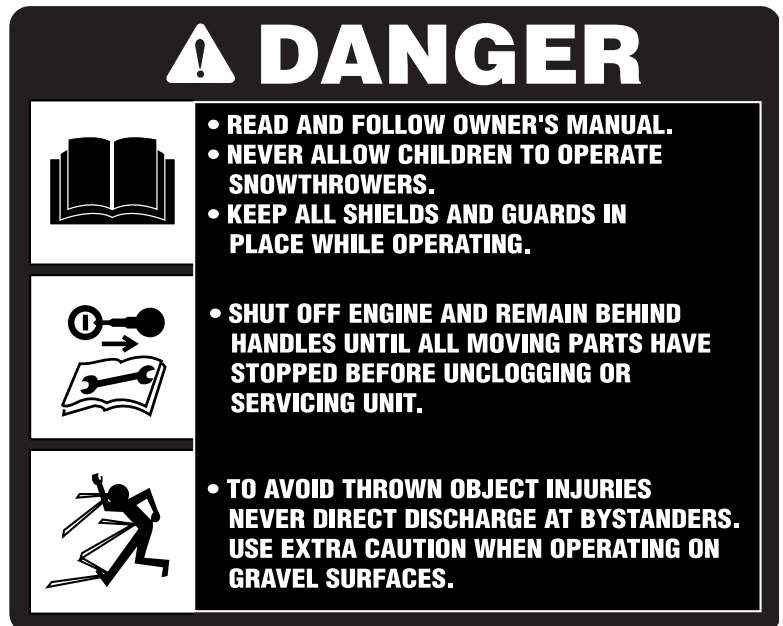 DANGER
• READ AND FOLLOW OWNER'S MANUAL.
• NEVER ALLOW CHILDREN TO OPERATE
SNOWTHROWERS.
• KEEP ALL SHIELDS AND GUARDS IN
PLACE WHILE OPERATING.
• SHUT OFF ENGINE AND REMAIN BEHIND
HANDLES UNTIL ALL MOVING PARTS HAVE
STOPPED BEFORE UNCLOGGING OR
SERVICING UNIT.
• TO AVOID THROWN OBJECT INJURIES
NEVER DIRECT DISCHARGE AT BYSTANDERS.
USE EXTRA CAUTION WHEN OPERATING ON
GRAVEL SURFACES.